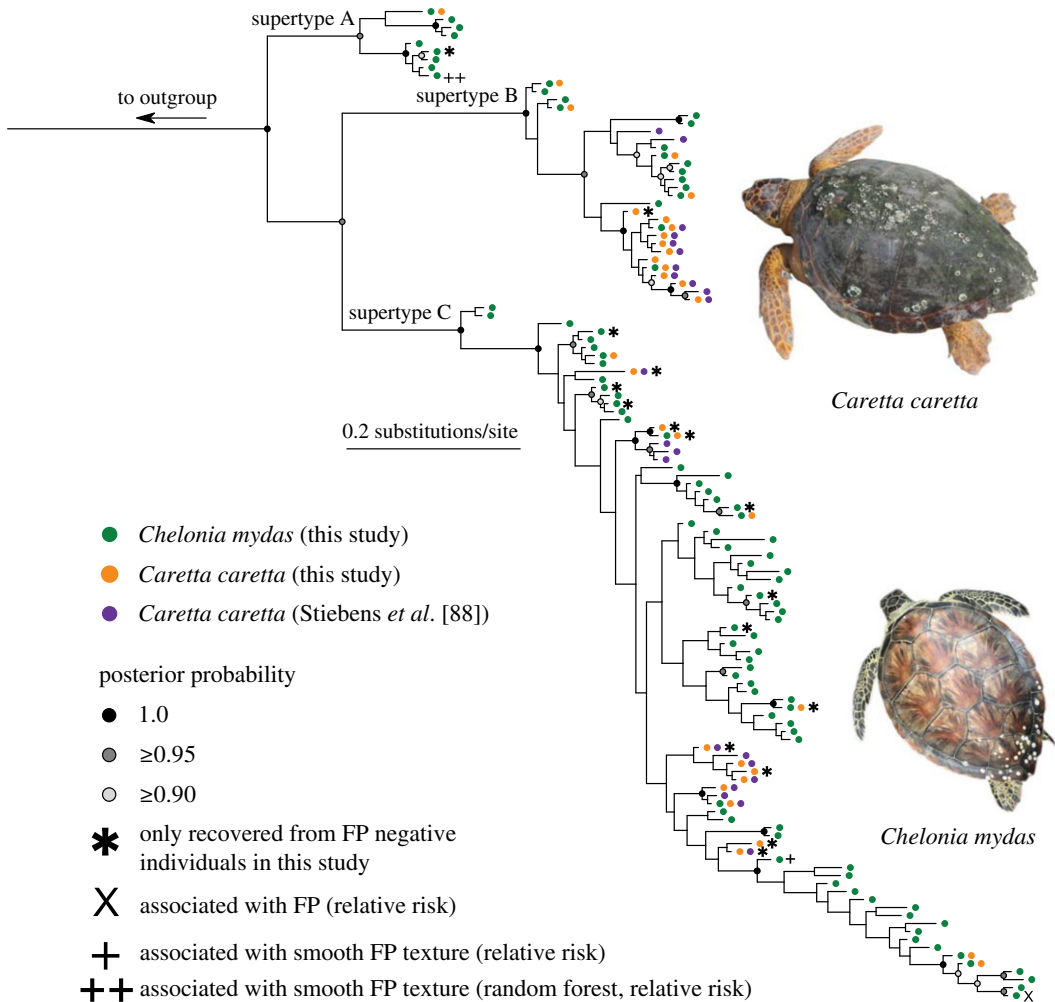 supertype A
*
++
to outgroup
supertype B
*
supertype C
*
*
*
*
Caretta caretta
*
*
0.2 substitutions/site
*
Chelonia mydas (this study)
Caretta caretta (this study)
Caretta caretta (Stiebens et al. [88])
*
*
posterior probability
1.0
*
≥0.95
*
≥0.90
*
Chelonia mydas
* only recovered from FP negative
individuals in this study
*
*
+
X associated with FP (relative risk)
+ associated with smooth FP texture (relative risk)
++ associated with smooth FP texture (random forest, relative risk)
X